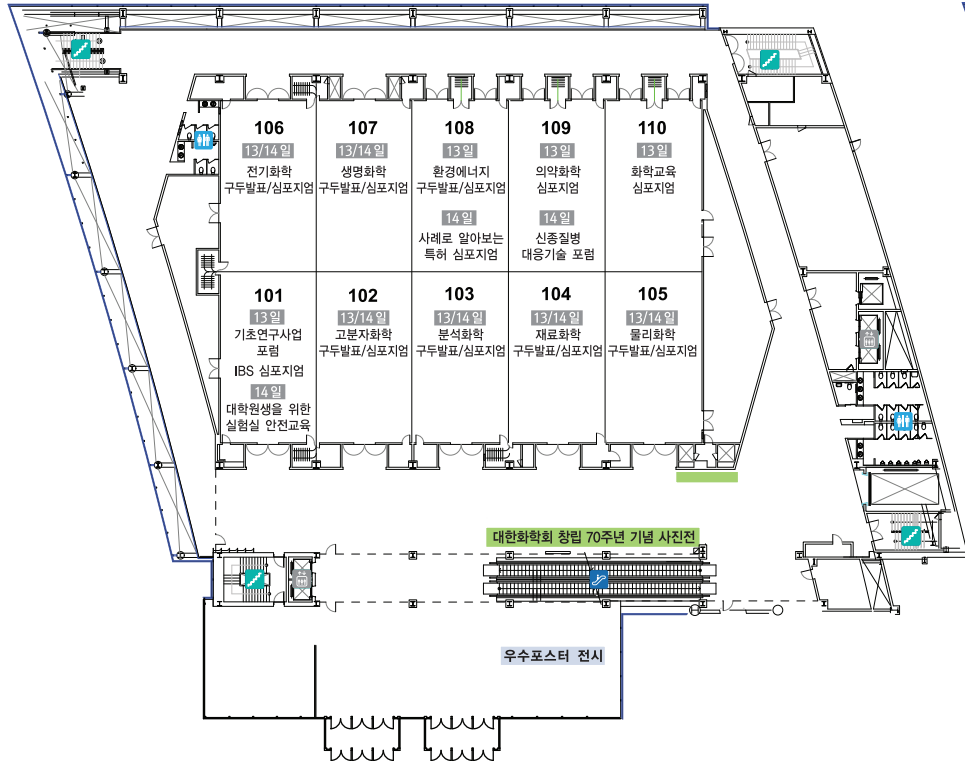 106
13/14일
전기화학
구두발표/심포지엄
107
13/14일
생명화학
구두발표/심포지엄
108
13일
환경에너지
구두발표/심포지엄
14일
사례로 알아보는
특허 심포지엄
109
13일
의약화학
심포지엄
14일
신종질병
대응기술 포럼
110
13일
화학교육
심포지엄
101
13일
기초연구사업
포럼
IBS 심포지엄
14일
대학원생을 위한
실험실 안전교육
102
13/14일
고분자화학
구두발표/심포지엄
103
13/14일
분석화학
구두발표/심포지엄
104
13/14일
재료화학
구두발표/심포지엄
105
13/14일
물리화학
구두발표/심포지엄
대한화학회 창립 70주년 기념 사진전
우수포스터 전시